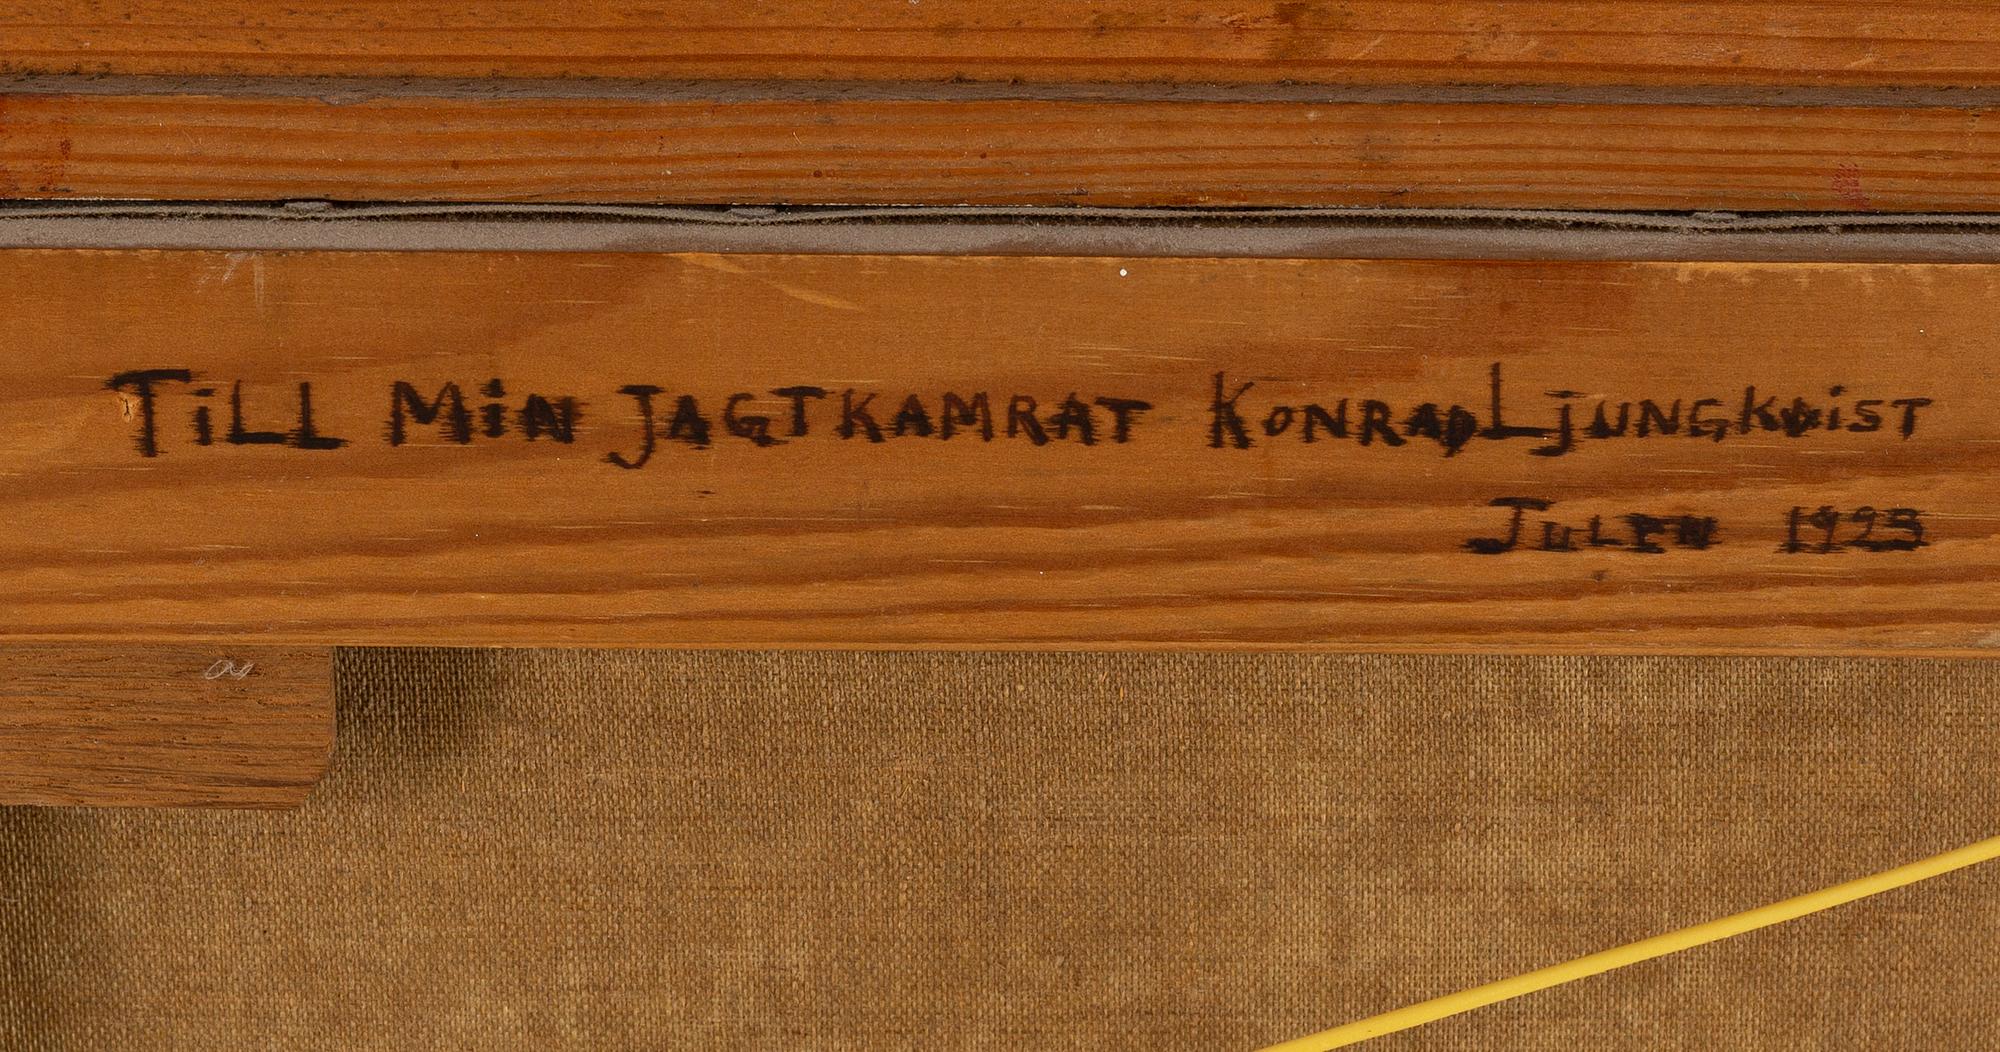 TiLL MiN JAGTKAMRAT KONRAD LjUNGKVIST
JULEN 1923